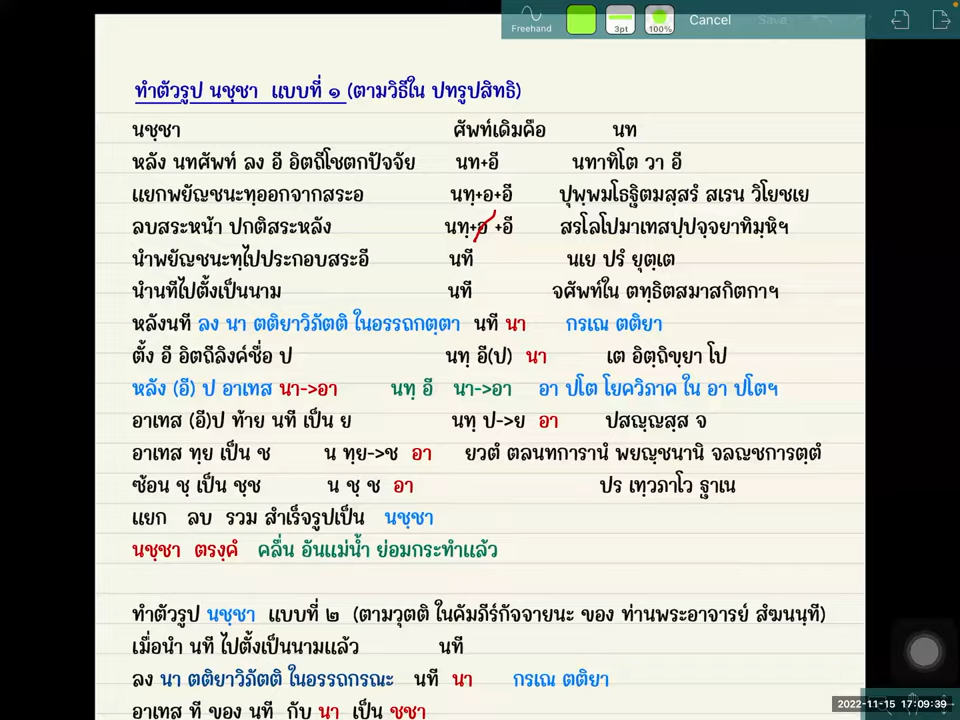 Freehand 3pt 100% Cancel Save
ทำตัวรูป นชฺชา แบบที่ ๑ (ตามวิธีใน ปทรูปสิทธิ)
นชฺชา ศัพท์เดิมคือ นท
หลัง นทศัพท์ ลง อี อิตถีโชตกปัจจัย นท+อี นทาทิโต วา อี
แยกพยัญชนะทฺออกจากสระอ นทฺ+อ+อี ปุพฺพมโธฐิตมสฺสรํ สเรน วิโยชเย
ลบสระหน้า ปกติสระหลัง นทฺ+อ +อี สรโลโปมาเทสปฺปจฺจยาทิมฺหิฯ
นำพยัญชนะทฺไปประกอบสระอี นที นเย ปรํ ยุตฺเต
นำนทีไปตั้งเป็นนาม นที จศัพท์ใน ตทฺธิตสมาสกิตกาฯ
หลังนที ลง นา ตติยาวิภัตติ ในอรรถกตฺตา นที นา กรเณ ตติยา
ตั้ง อี อิตถีลิงค์ชื่อ ป นทฺ อี(ป) นา เต อิตฺถิขฺยา โป
หลัง (อี) ป อาเทส นา->อา นทฺ อี นา->อา อา ปโต โยควิภาค ใน อา ปโตฯ
อาเทส (อี)ป ท้าย นที เป็น ย นทฺ ป->ย อา ปสญฺญสฺส จ
อาเทส ทฺย เป็น ช น ทฺย->ช อา ยวตํ ตลนทการานํ พยญฺชนานิ จลญชการตฺตํ
ซ้อน ชฺ เป็น ชฺช น ชฺ ช อา ปร เทฺวภาโว ฐาเน
แยก ลบ รวม สำเร็จรูปเป็น นชฺชา
นชฺชา ตรงฺคํ คลื่น อันแม่น้ำ ย่อมกระทำแล้ว
ทำตัวรูป นชฺชา แบบที่ ๒ (ตามวุตติ ในคัมภีร์กัจจายนะ ของ ท่านพระอาจารย์ สํฆนนฺที)
เมื่อนำ นที ไปตั้งเป็นนามแล้ว นที
ลง นา ตติยาวิภัตติ ในอรรถกรณะ นที นา กรเณ ตติยา
อาเทส ที ของ นที กับ นา เป็น ชฺชา
2022-11-15 17:09:39